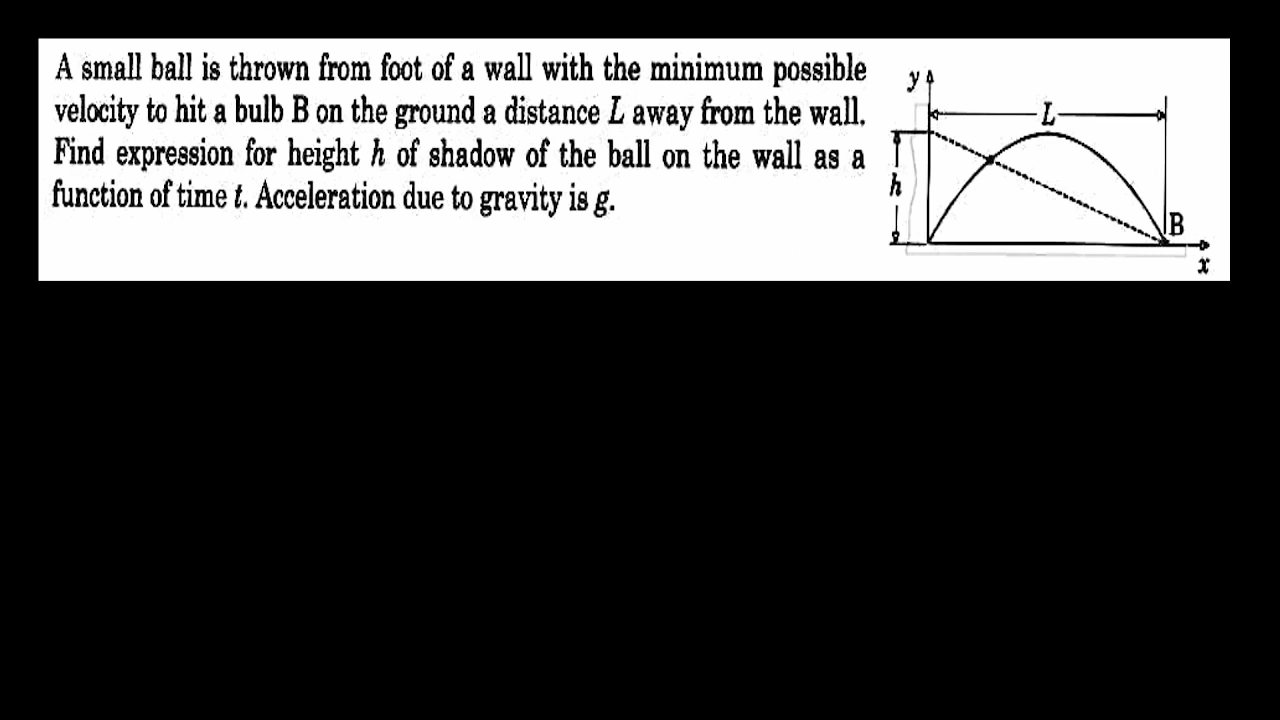 A small ball is thrown from foot of a wall with the minimum possible
velocity to hit a bulb B on the ground a distance L away from the wall.
Find expression for height h of shadow of the ball on the wall as a
function of time t. Acceleration due to gravity is g.
y
L
h
B
x